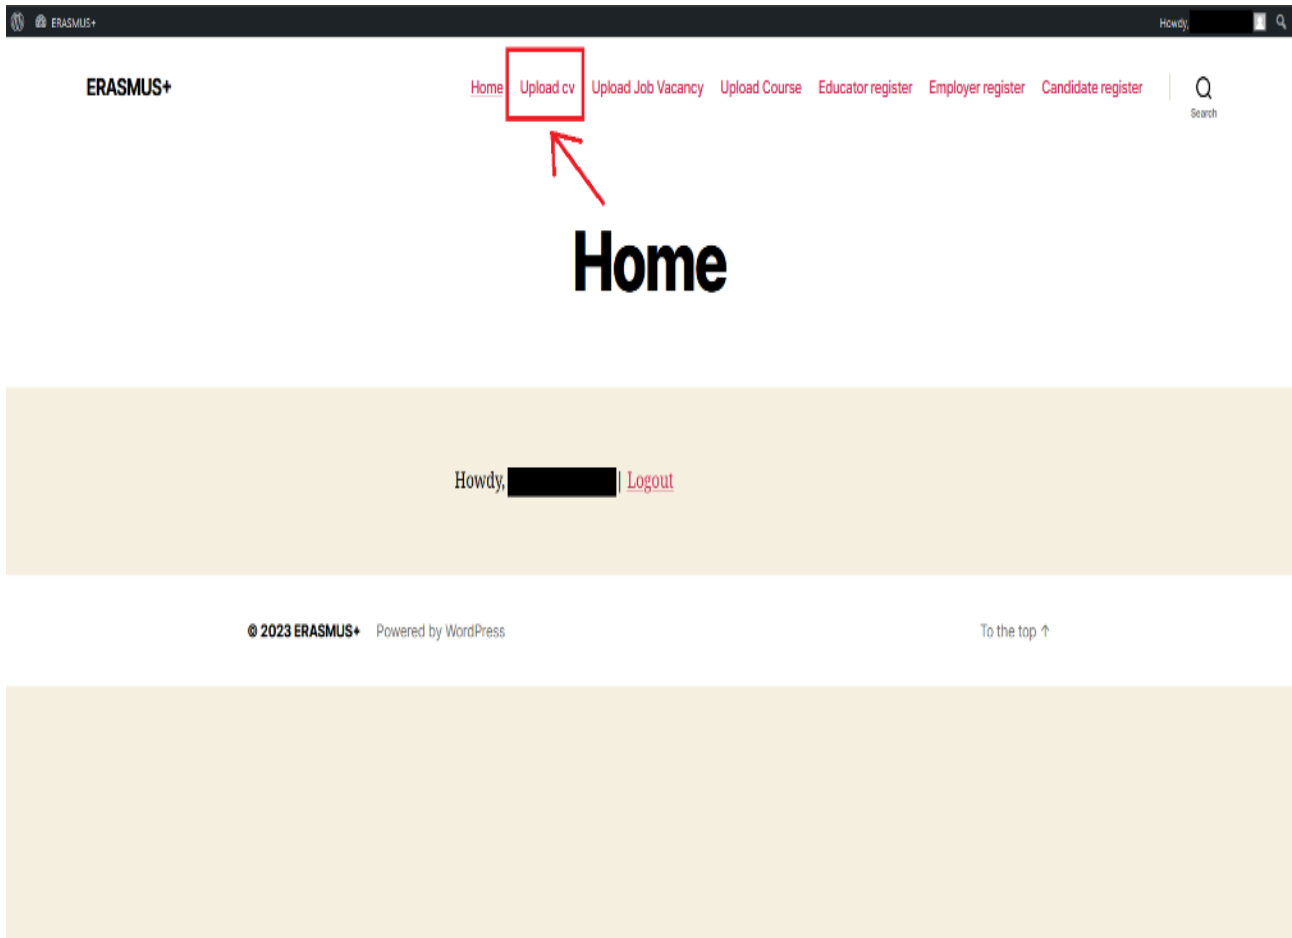 ERASMUS+ Howdy,
ERASMUS+ Home Upload cv Upload Job Vacancy Upload Course Educator register Employer register Candidate register
Search
Home
Howdy, | Logout
© 2023 ERASMUS+ Powered by WordPress To the top ↑